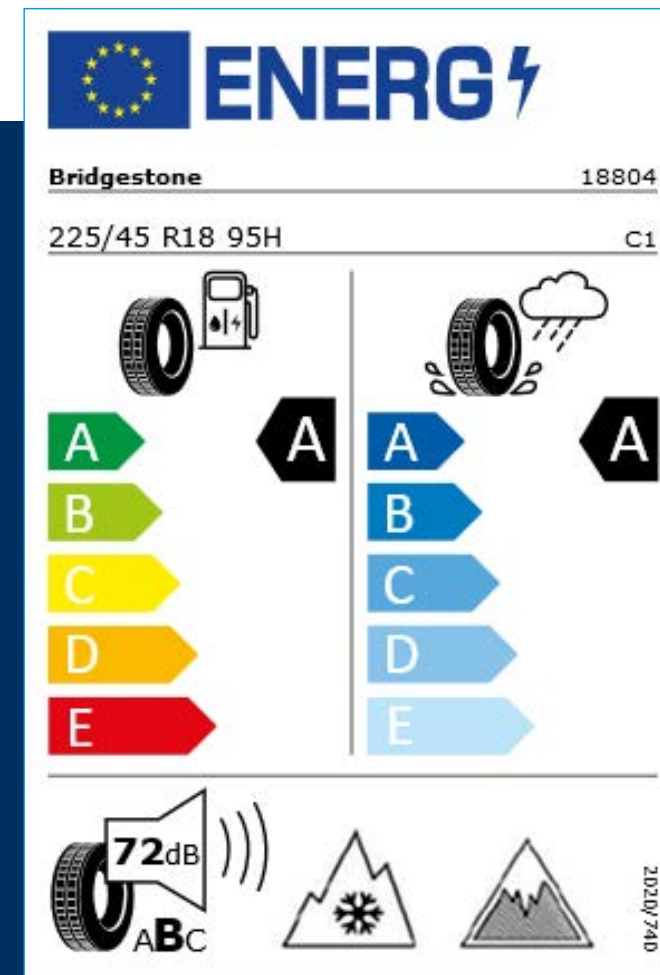 ENERG
Bridgestone 18804
225/45 R18 95H C1
A A A A
B B
C C
D D
E E
72dB
ABC
2020/740